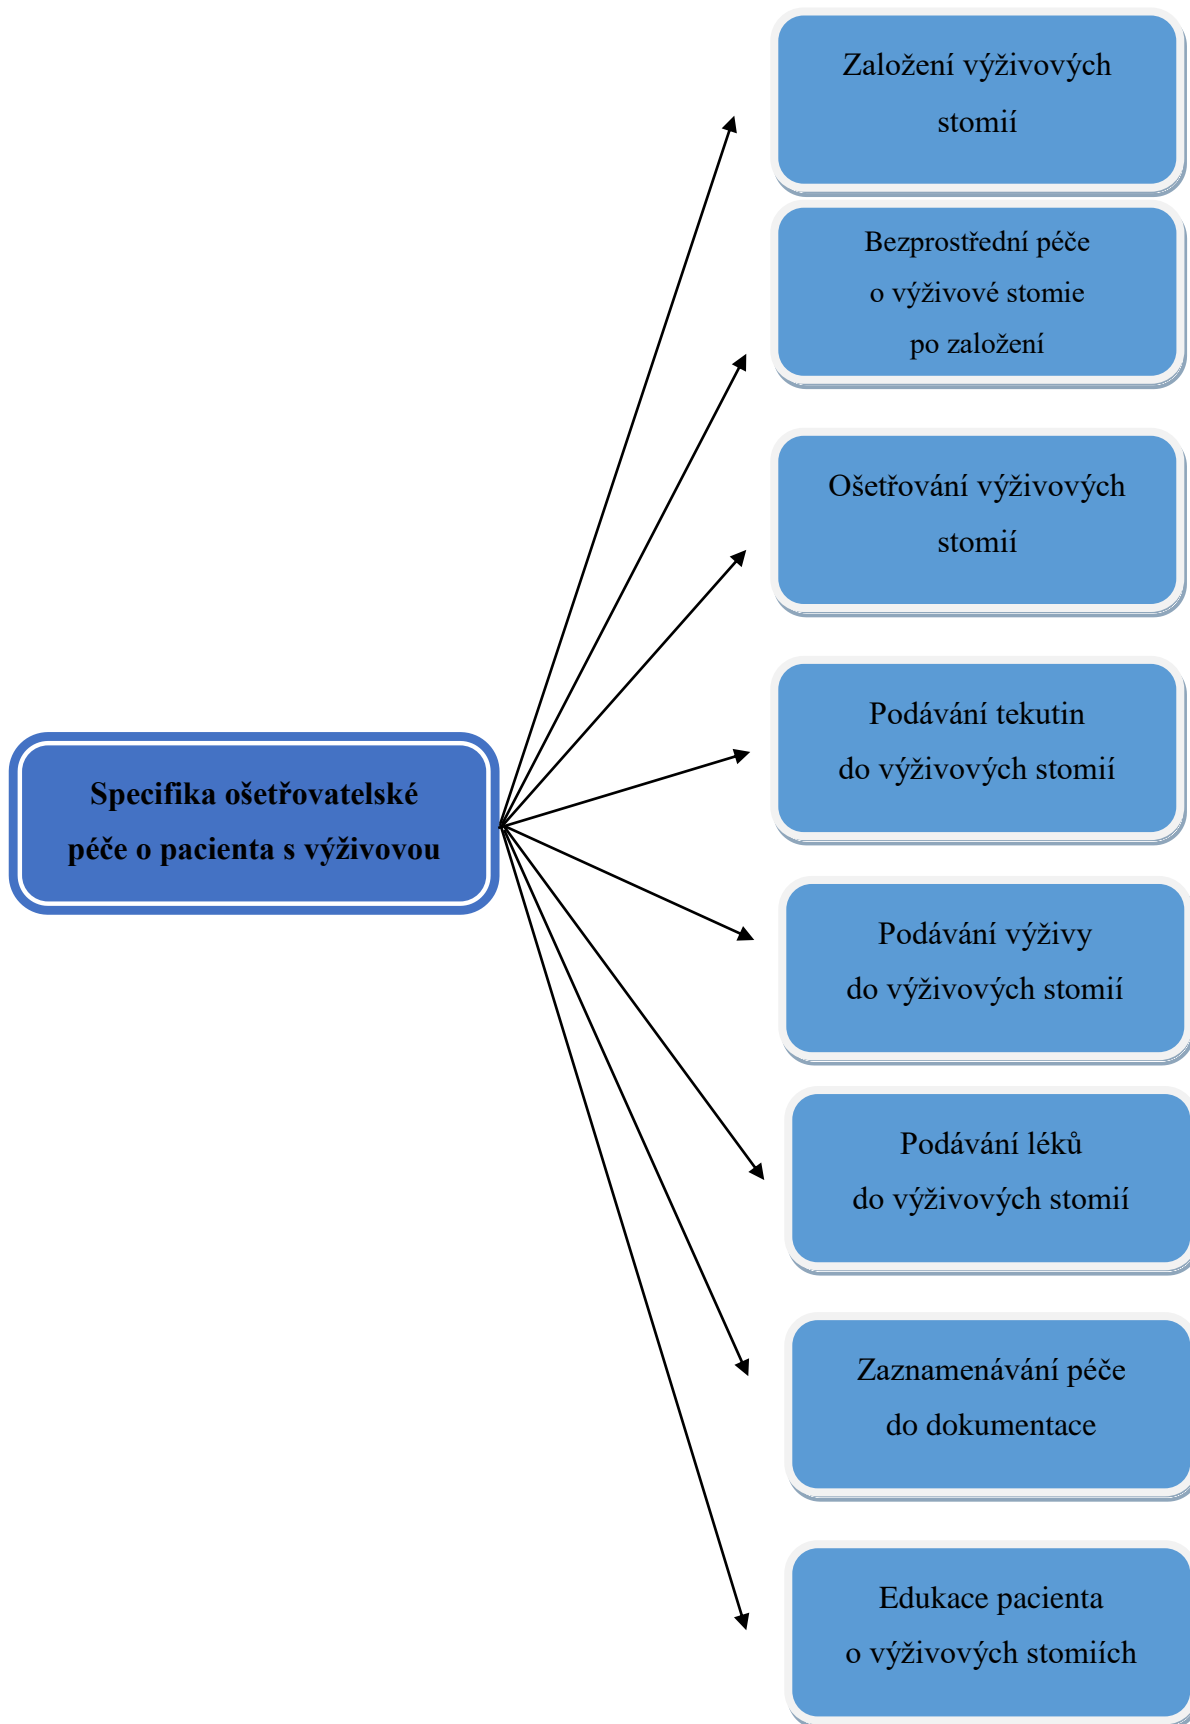 Založení výživových
stomií
Bezprostřední péče
o výživové stomie
po založení
Ošetřování výživových
stomií
Podávání tekutin
do výživových stomií
Specifika ošetřovatelské
péče o pacienta s výživovou
Podávání výživy
do výživových stomií
Podávání léků
do výživových stomií
Zaznamenávání péče
do dokumentace
Edukace pacienta
o výživových stomiích